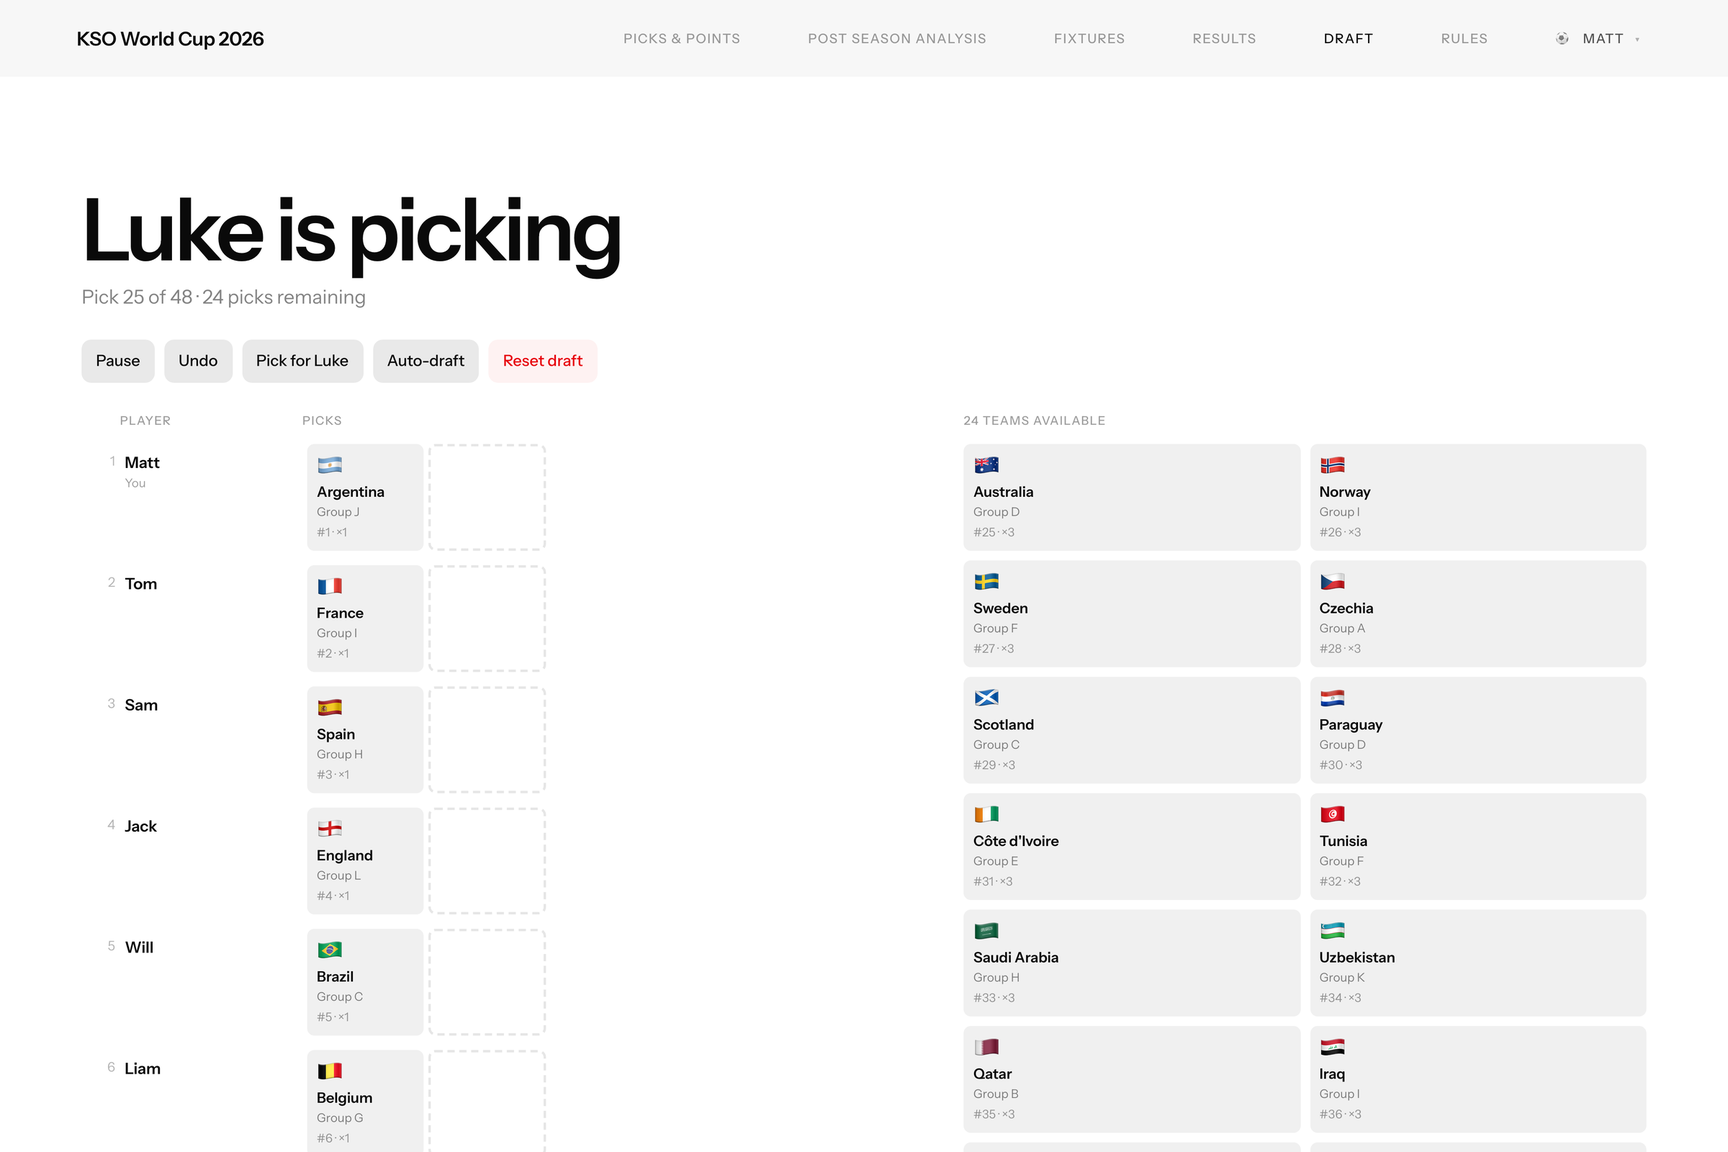 KSO World Cup 2026
PICKS & POINTS
POST SEASON ANALYSIS
FIXTURES
RESULTS
DRAFT
RULES
MATT
Luke is picking
Pick 25 of 48 · 24 picks remaining
Pause
Undo
Pick for Luke
Auto-draft
Reset draft
PLAYER
PICKS
1 Matt
You
Argentina
Group J
#1 · ×1
2 Tom
France
Group I
#2 · ×1
3 Sam
Spain
Group H
#3 · ×1
4 Jack
England
Group L
#4 · ×1
5 Will
Brazil
Group C
#5 · ×1
6 Liam
Belgium
Group G
#6 · ×1
24 TEAMS AVAILABLE
Australia
Group D
#25 · ×3
Norway
Group I
#26 · ×3
Sweden
Group F
#27 · ×3
Czechia
Group A
#28 · ×3
Scotland
Group C
#29 · ×3
Paraguay
Group D
#30 · ×3
Côte d'Ivoire
Group E
#31 · ×3
Tunisia
Group F
#32 · ×3
Saudi Arabia
Group H
#33 · ×3
Uzbekistan
Group K
#34 · ×3
Qatar
Group B
#35 · ×3
Iraq
Group I
#36 · ×3